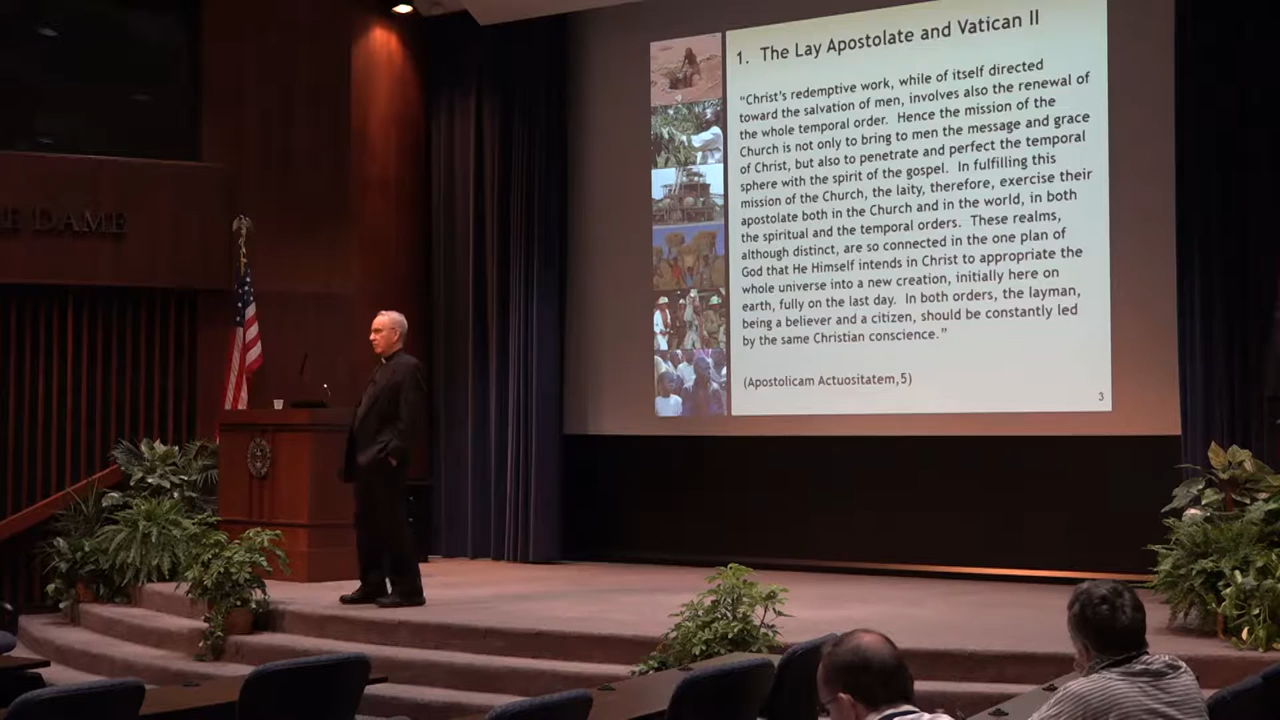 1. The Lay Apostolate and Vatican II
“Christ’s redemptive work, while of itself directed
toward the salvation of men, involves also the renewal of
the whole temporal order. Hence the mission of the
Church is not only to bring to men the message and grace
of Christ, but also to penetrate and perfect the temporal
sphere with the spirit of the gospel. In fulfilling this
mission of the Church, the laity, therefore, exercise their
apostolate both in the Church and in the world, in both
the spiritual and the temporal orders. These realms,
although distinct, are so connected in the one plan of
God that He Himself intends in Christ to appropriate the
whole universe into a new creation, initially here on
earth, fully on the last day. In both orders, the layman,
being a believer and a citizen, should be constantly led
by the same Christian conscience.”
(Apostolicam Actuositatem,5)
3
E DAME